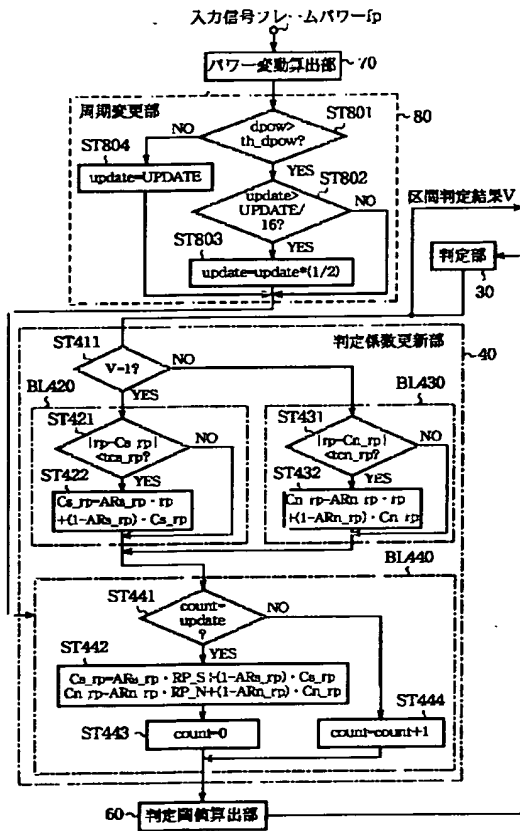 入力信号フレームパワーfp
パワー変動算出部
70
周期変更部
80
ST801
dpow>
th_dpow?
NO
YES
ST804
update=UPDATE
ST802
update>
UPDATE/
16?
NO
YES
ST803
update=update*(1/2)
区間判定結果V
判定部
30
判定係数更新部
40
ST411
V=1?
NO
YES
BL420
ST421
|rp-Cs_rp|
<tcs_rp?
NO
YES
ST422
Cs_rp=ARs_rp・rp
+(1-ARs_rp)・Cs_rp
BL430
ST431
|rp-Cn_rp|
<tcn_rp?
NO
YES
ST432
Cn_rp=ARn_rp・rp
+(1-ARn_rp)・Cn_rp
BL440
ST441
count=
update
?
NO
YES
ST442
Cs_rp=ARs_rp・RP_S+(1-ARs_rp)・Cs_rp
Cn_rp=ARn_rp・RP_N+(1-ARn_rp)・Cn_rp
ST443
count=0
ST444
count=count+1
60
判定閾値算出部